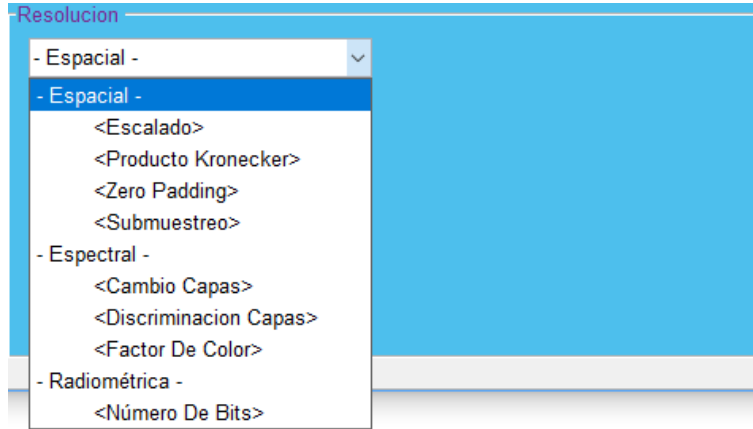 Resolucion
- Espacial -
- Espacial -
<Escalado>
<Producto Kronecker>
<Zero Padding>
<Submuestreo>
- Espectral -
<Cambio Capas>
<Discriminacion Capas>
<Factor De Color>
- Radiométrica -
<Número De Bits>